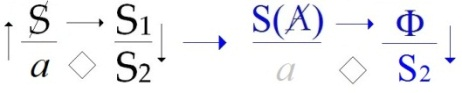 ↑ $̸ → S1 ↓ → S(Ⱥ) → Φ ↓
a ◇ S2 a ◇ S2